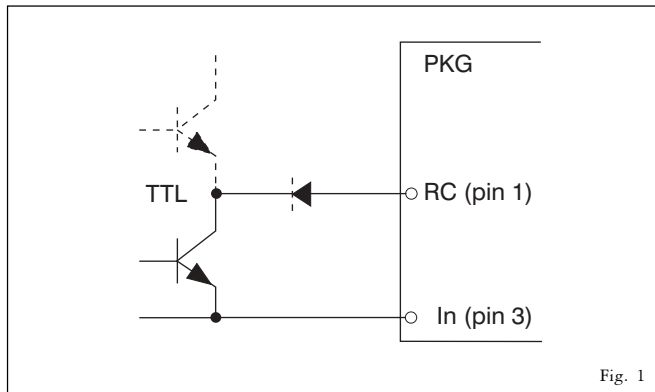 PKG
TTL
RC (pin 1)
In (pin 3)
Fig. 1